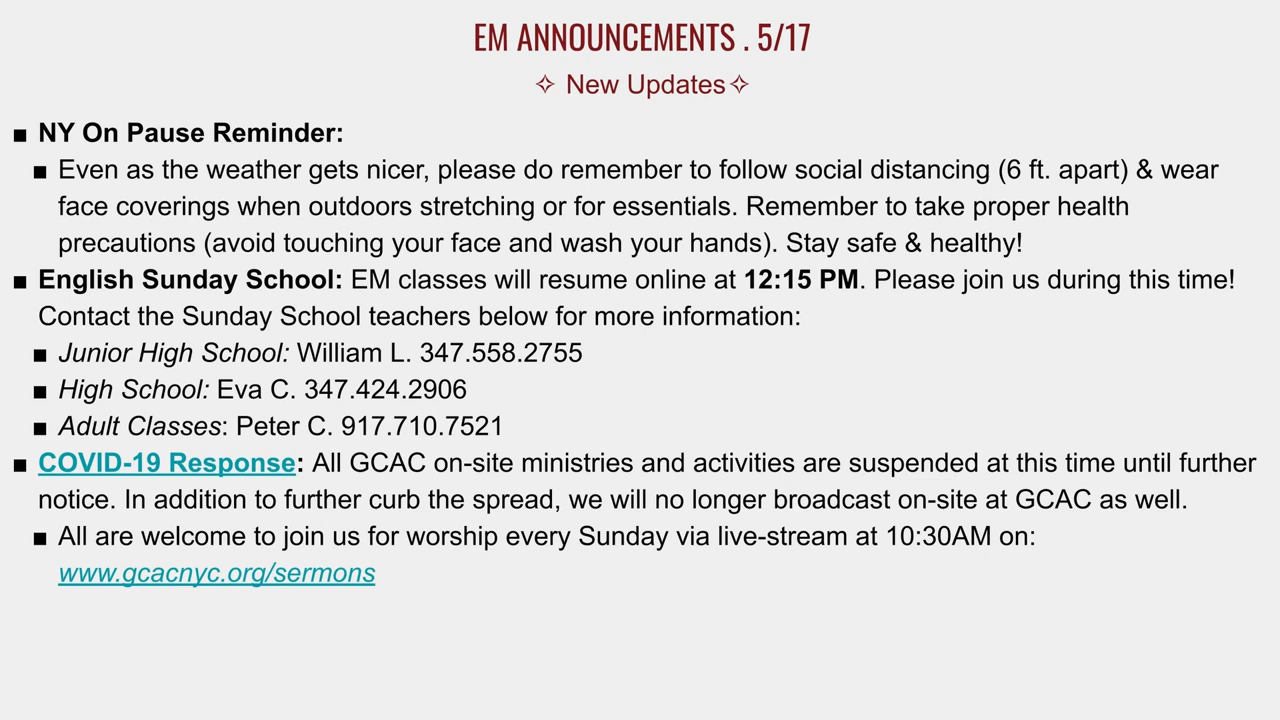 EM ANNOUNCEMENTS . 5/17
✧ New Updates✧
■ NY On Pause Reminder:
■ Even as the weather gets nicer, please do remember to follow social distancing (6 ft. apart) & wear
face coverings when outdoors stretching or for essentials. Remember to take proper health
precautions (avoid touching your face and wash your hands). Stay safe & healthy!
■ English Sunday School: EM classes will resume online at 12:15 PM. Please join us during this time!
Contact the Sunday School teachers below for more information:
■ Junior High School: William L. 347.558.2755
■ High School: Eva C. 347.424.2906
■ Adult Classes: Peter C. 917.710.7521
■ COVID-19 Response: All GCAC on-site ministries and activities are suspended at this time until further
notice. In addition to further curb the spread, we will no longer broadcast on-site at GCAC as well.
■ All are welcome to join us for worship every Sunday via live-stream at 10:30AM on:
www.gcacnyc.org/sermons